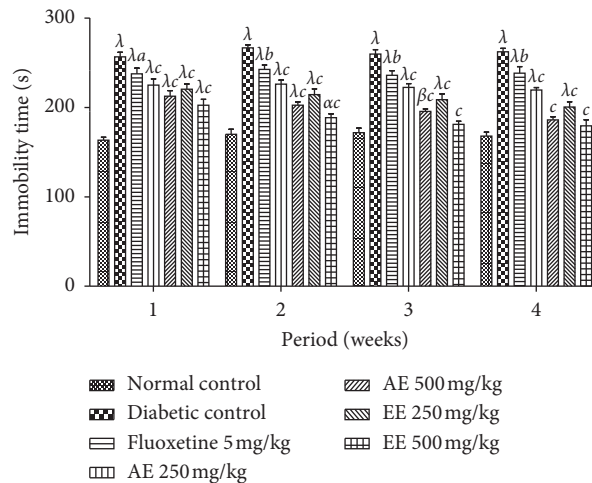 300
200
100
0
Immobility time (s)
λ
λa
λc
λc
λc
λ
λb
λc
λc
λc
αc
λ
λb
λc
βc
λc
c
λ
λb
λc
c
λc
c
1 2 3 4
Period (weeks)
Normal control
Diabetic control
Fluoxetine 5 mg/kg
AE 250 mg/kg
AE 500 mg/kg
EE 250 mg/kg
EE 500 mg/kg